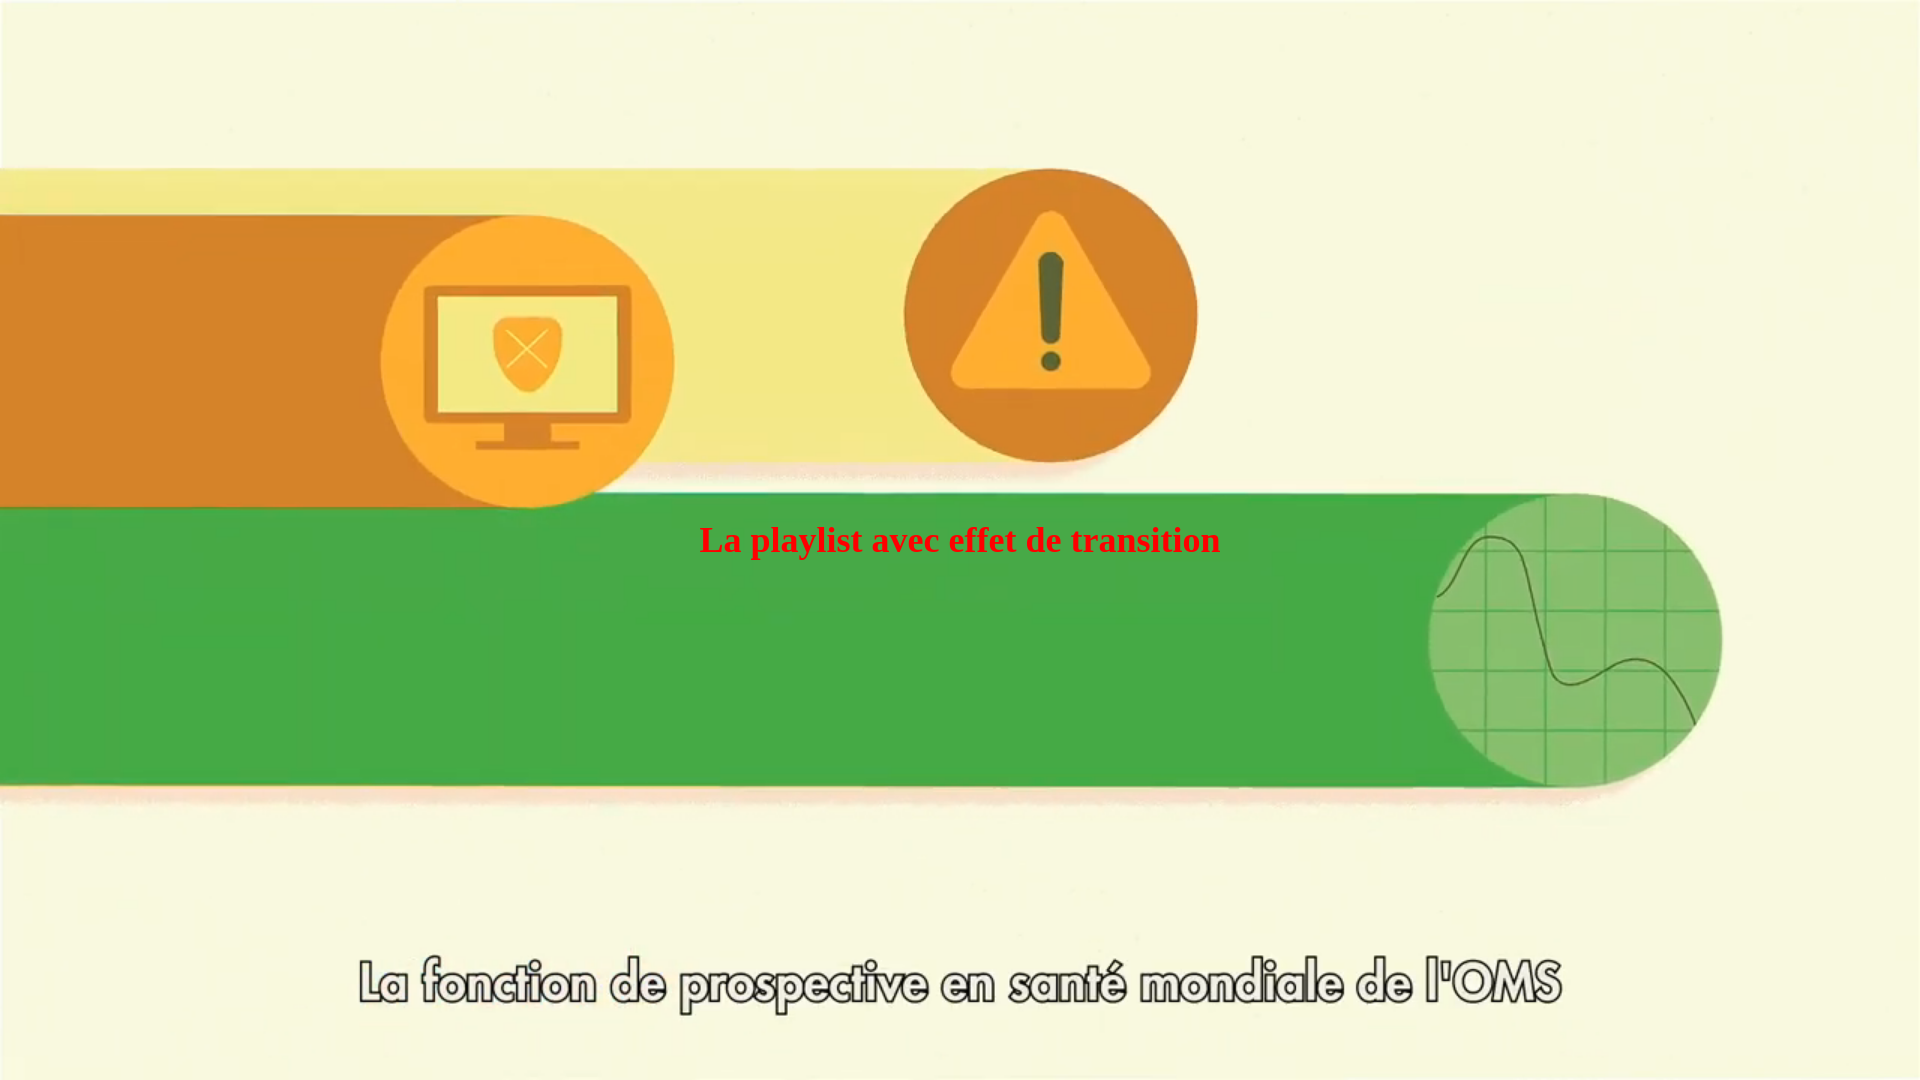 La playlist avec effet de transition
La fonction de prospective en santé mondiale de l'OMS